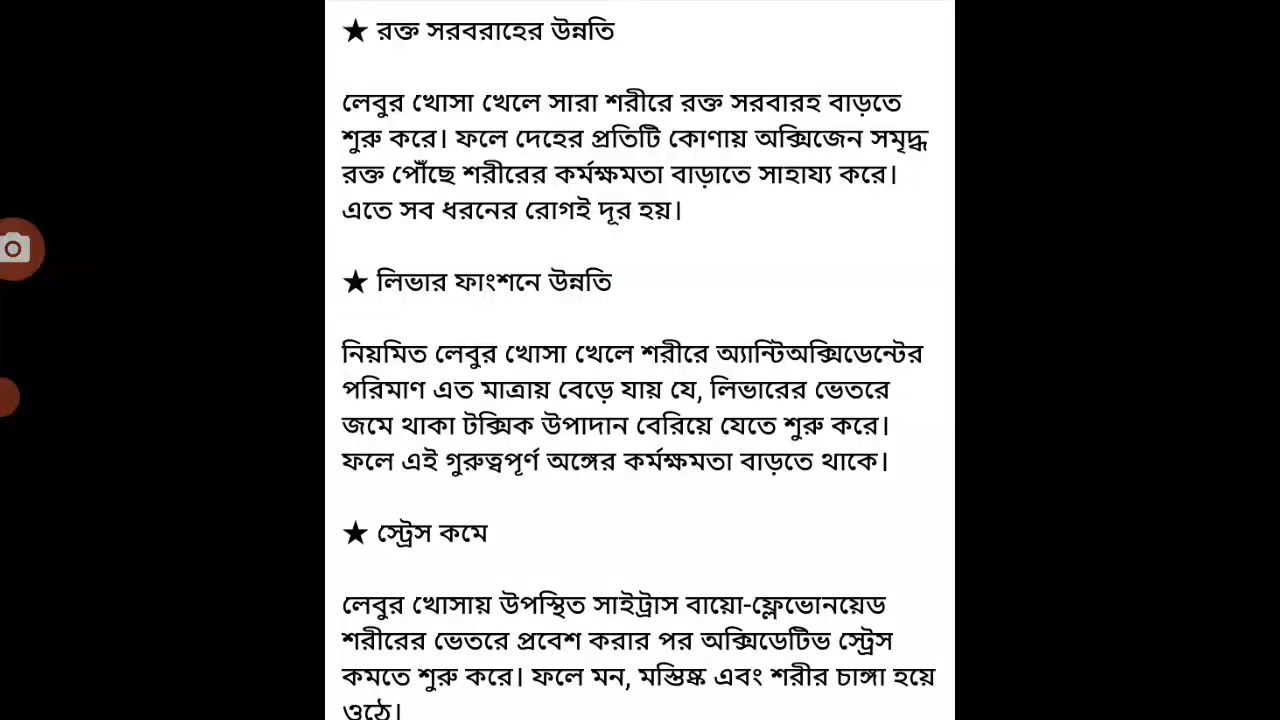 ★ রক্ত সরবরাহের উন্নতি
লেবুর খোসা খেলে সারা শরীরে রক্ত সরবারহ বাড়তে
শুরু করে। ফলে দেহের প্রতিটি কোণায় অক্সিজেন সমৃদ্ধ
রক্ত পৌঁছে শরীরের কর্মক্ষমতা বাড়াতে সাহায্য করে।
এতে সব ধরনের রোগই দূর হয়।
★ লিভার ফাংশনে উন্নতি
নিয়মিত লেবুর খোসা খেলে শরীরে অ্যান্টিঅক্সিডেন্টের
পরিমাণ এত মাত্রায় বেড়ে যায় যে, লিভারের ভেতরে
জমে থাকা টক্সিক উপাদান বেরিয়ে যেতে শুরু করে।
ফলে এই গুরুত্বপূর্ণ অঙ্গের কর্মক্ষমতা বাড়তে থাকে।
★ স্ট্রেস কমে
লেবুর খোসায় উপস্থিত সাইট্রাস বায়ো-ফ্লেভোনয়েড
শরীরের ভেতরে প্রবেশ করার পর অক্সিডেটিভ স্ট্রেস
কমতে শুরু করে। ফলে মন, মস্তিষ্ক এবং শরীর চাঙ্গা হয়ে
ওঠে।